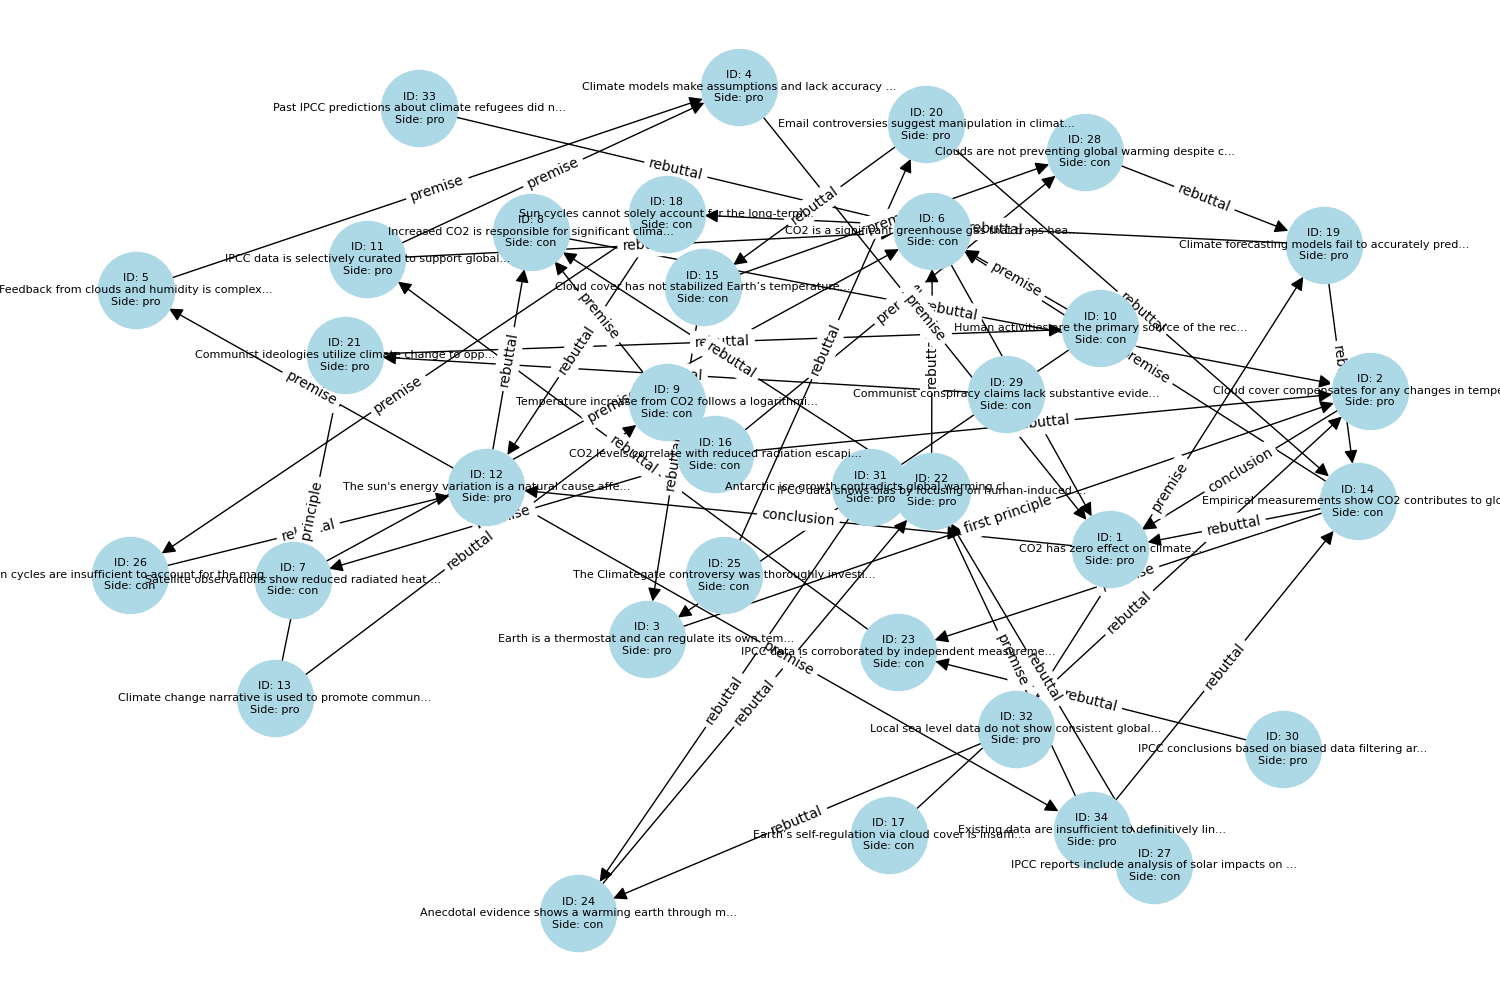 ID: 4
Climate models make assumptions and lack accuracy ...
Side: pro
ID: 33
Past IPCC predictions about climate refugees did n...
Side: pro
ID: 20
Email controversies suggest manipulation in climat...
Side: pro
ID: 28
Clouds are not preventing global warming despite c...
Side: con
rebuttal
premise
premise
rebuttal
rebuttal
ID: 18
Sun cycles cannot solely account for the long-term...
Side: con
ID: 8
Increased CO2 is responsible for significant clima...
Side: con
ID: 6
CO2 is a significant greenhouse gas that traps hea...
Side: con
rebuttal
ID: 19
Climate forecasting models fail to accurately pred...
Side: pro
ID: 11
IPCC data is selectively curated to support global...
Side: pro
ID: 5
Feedback from clouds and humidity is complex...
Side: pro
ID: 15
Cloud cover has not stabilized Earth's temperature...
Side: con
premise
premise
rebuttal
rebuttal
premise
ID: 10
Human activities are the primary source of the rec...
Side: con
ID: 21
Communist ideologies utilize climate change to opp...
Side: pro
rebuttal
rebuttal
rebuttal
rebuttal
premise
premise
premise
ID: 2
Cloud cover compensates for any changes in tempe
Side: pro
ID: 29
Communist conspiracy claims lack substantive evide...
Side: con
ID: 9
Temperature increase from CO2 follows a logarithmi...
Side: con
rebuttal
ID: 16
CO2 levels correlate with reduced radiation escapi...
Side: con
rebuttal
rebuttal
conclusion
premise
ID: 12
The sun's energy variation is a natural cause affe...
Side: pro
ID: 31
Antarctic ice growth contradicts global warming cl
Side: pro
ID: 22
IPCC data shows bias by focusing on human-induced ...
Side: pro
ID: 14
Empirical measurements show CO2 contributes to glo
Side: con
principle
conclusion
first principle
rebuttal
rebuttal
ID: 1
CO2 has zero effect on climate...
Side: pro
ID: 26
n cycles are insufficient to account for the mag
Side: con
ID: 7
Satellite observations show reduced radiated heat ...
Side: con
ID: 25
The Climategate controversy was thoroughly investi...
Side: con
rebuttal
ID: 3
Earth is a thermostat and can regulate its own tem...
Side: pro
ID: 23
IPCC data is corroborated by independent measureme...
Side: con
premise
premise
rebuttal
rebuttal
ID: 13
Climate change narrative is used to promote commun...
Side: pro
rebuttal
rebuttal
rebuttal
ID: 32
Local sea level data do not show consistent global...
Side: pro
ID: 30
IPCC conclusions based on biased data filtering ar...
Side: pro
rebuttal
ID: 17
Earth's self-regulation via cloud cover is insuffi...
Side: con
ID: 34
Existing data are insufficient to definitively lin...
Side: pro
ID: 27
IPCC reports include analysis of solar impacts on ...
Side: con
ID: 24
Anecdotal evidence shows a warming earth through m...
Side: con